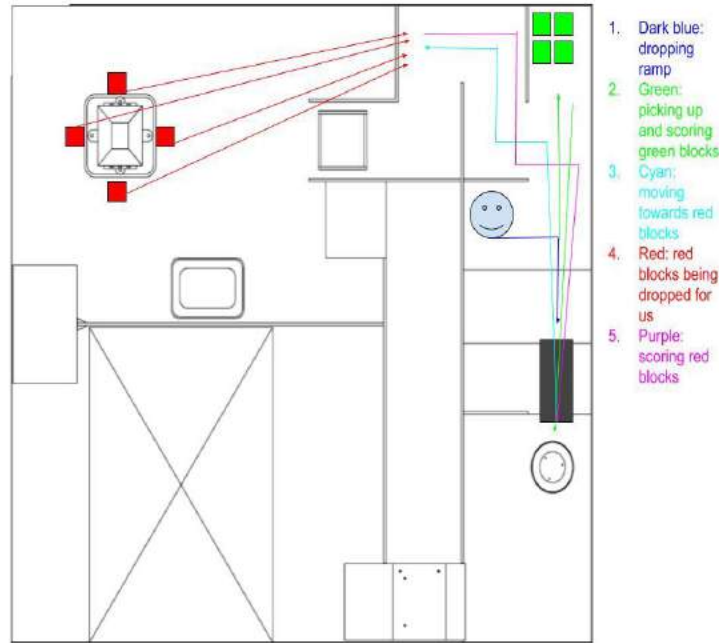 1. Dark blue:
dropping
ramp
2. Green:
picking up
and scoring
green blocks
3. Cyan:
moving
towards red
blocks
4. Red: red
blocks being
dropped for
us
5. Purple:
scoring red
blocks